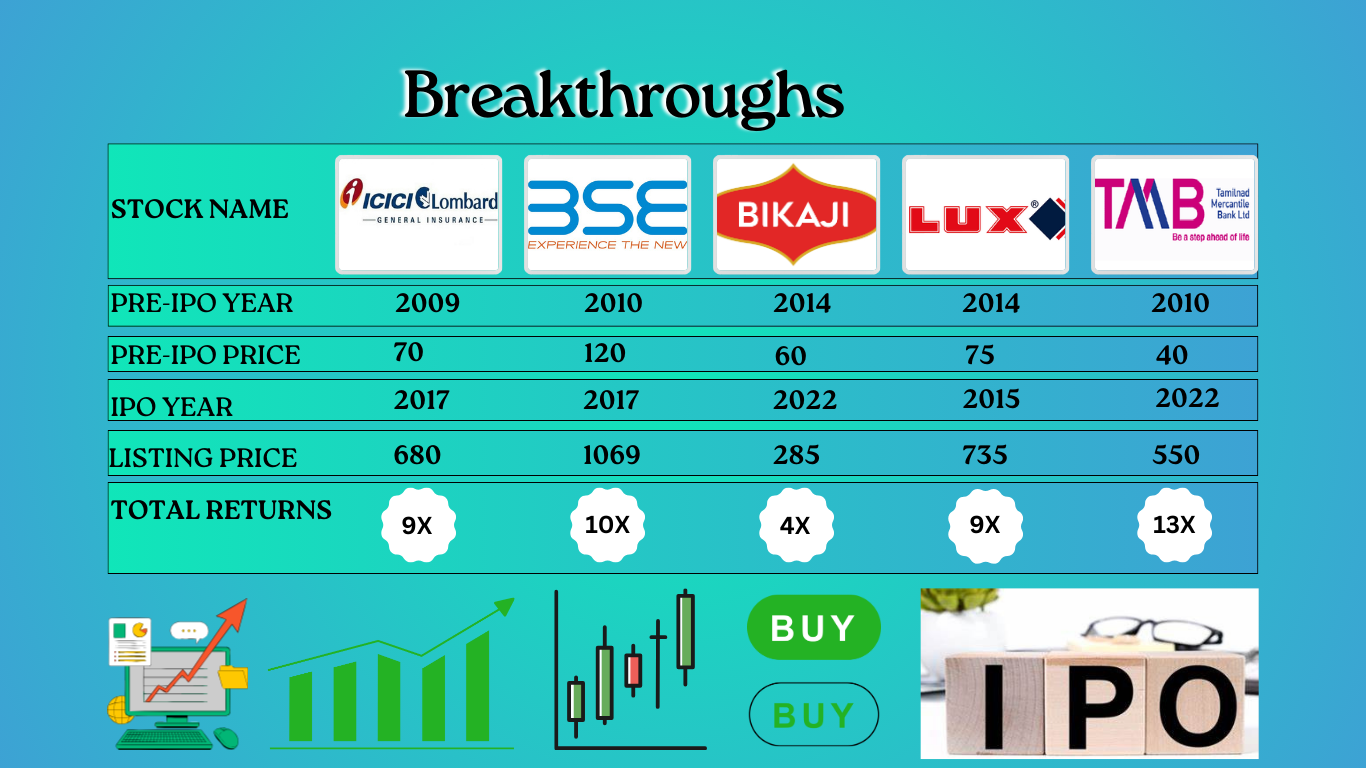 Breakthroughs
STOCK NAME
ICICI Lombard
GENERAL INSURANCE
BSE
EXPERIENCE THE NEW
BIKAJI
LUX®
TMB
Tamilnad
Mercantile
Bank Ltd
Be a step ahead of life
PRE-IPO YEAR 2009 2010 2014 2014 2010
PRE-IPO PRICE 70 120 60 75 40
IPO YEAR 2017 2017 2022 2015 2022
LISTING PRICE 680 1069 285 735 550
TOTAL RETURNS 9X 10X 4X 9X 13X
BUY
BUY
IPO